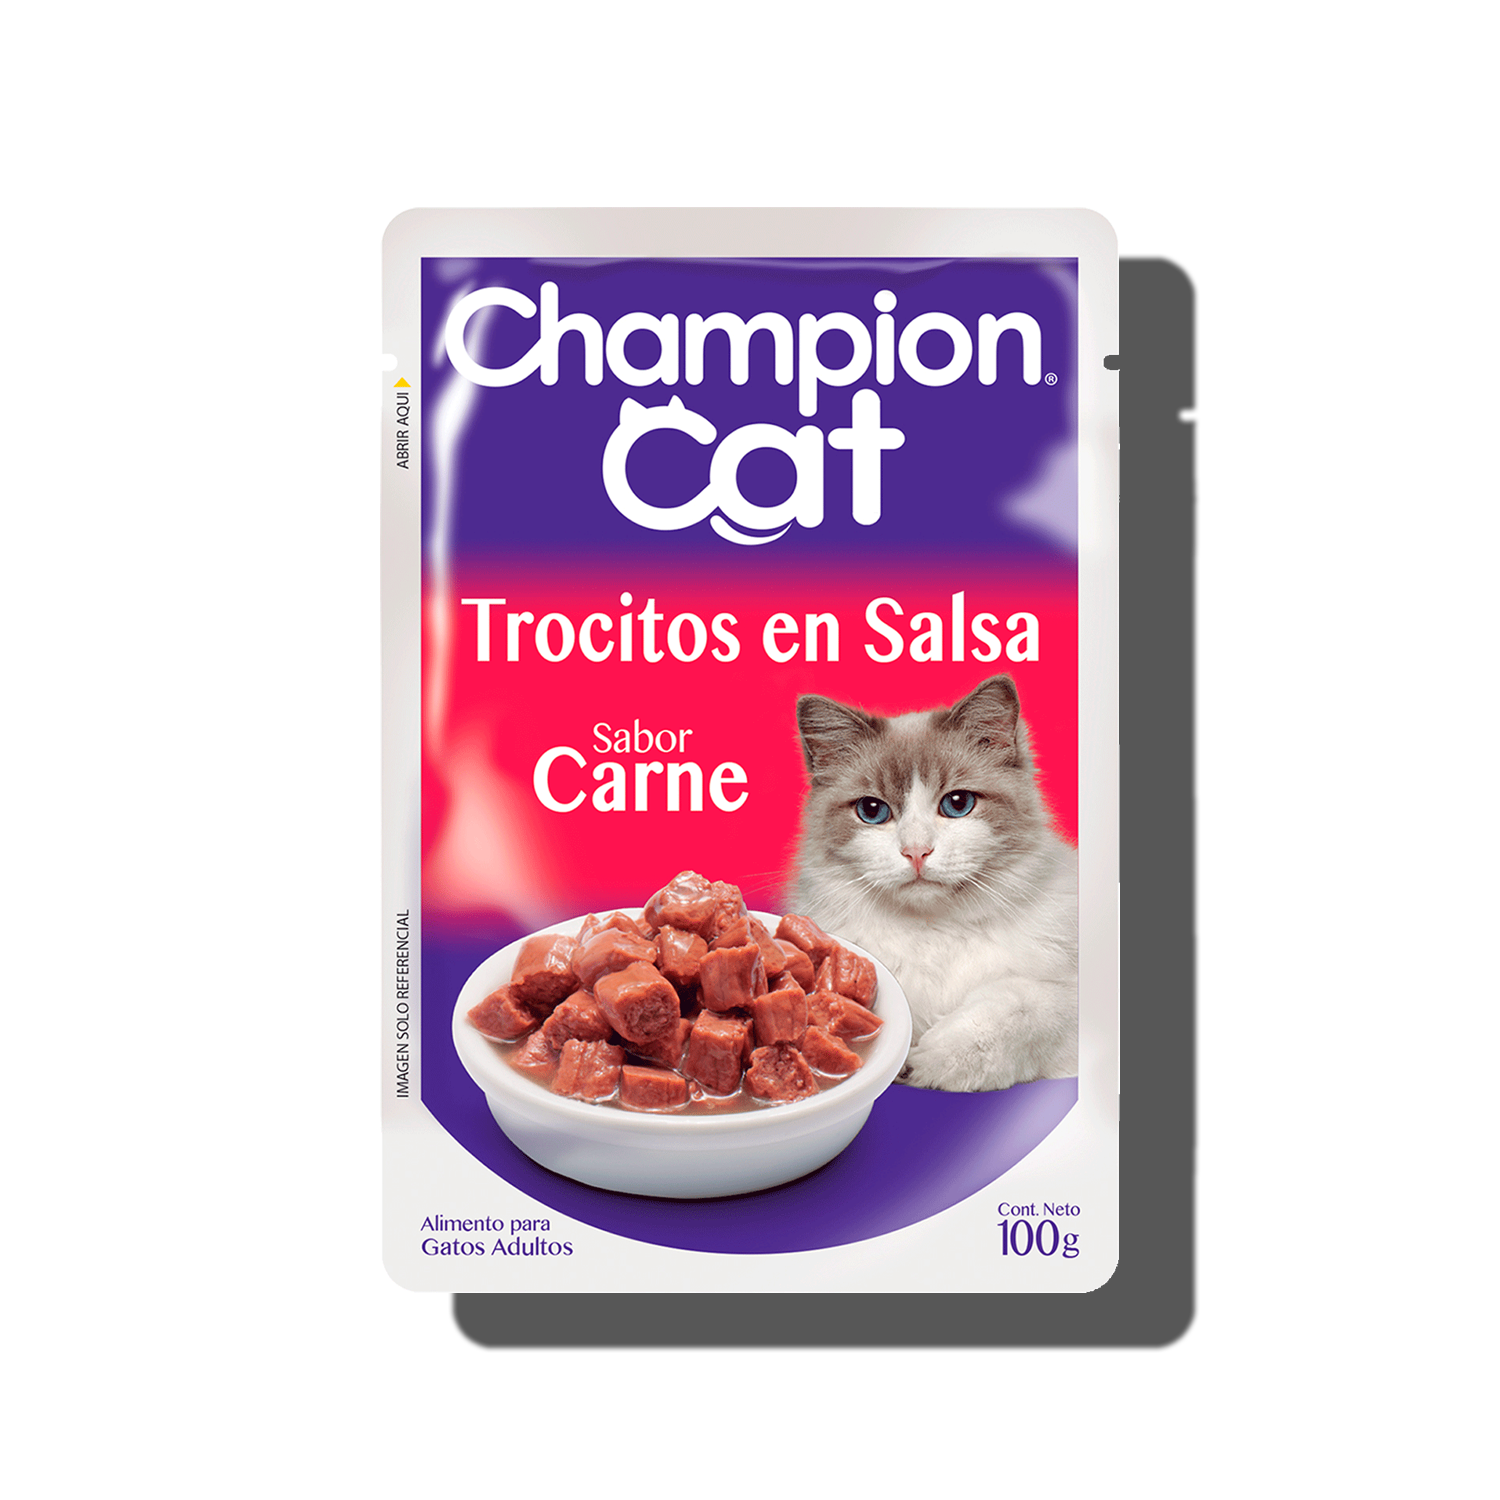 Champion®
Cat
ABRIR AQUI
Trocitos en Salsa
Sabor
Carne
IMAGEN SOLO REFERENCIAL
Alimento para
Gatos Adultos
Cont. Neto
100g